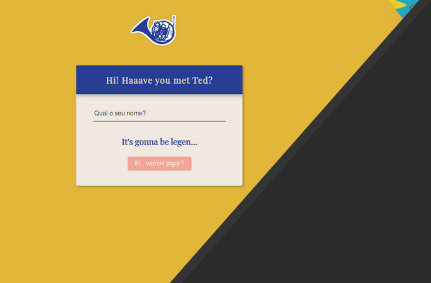 Hi! Haaave you met Ted?
Qual o seu nome?
It's gonna be legen...
Ei , vamos jogar?